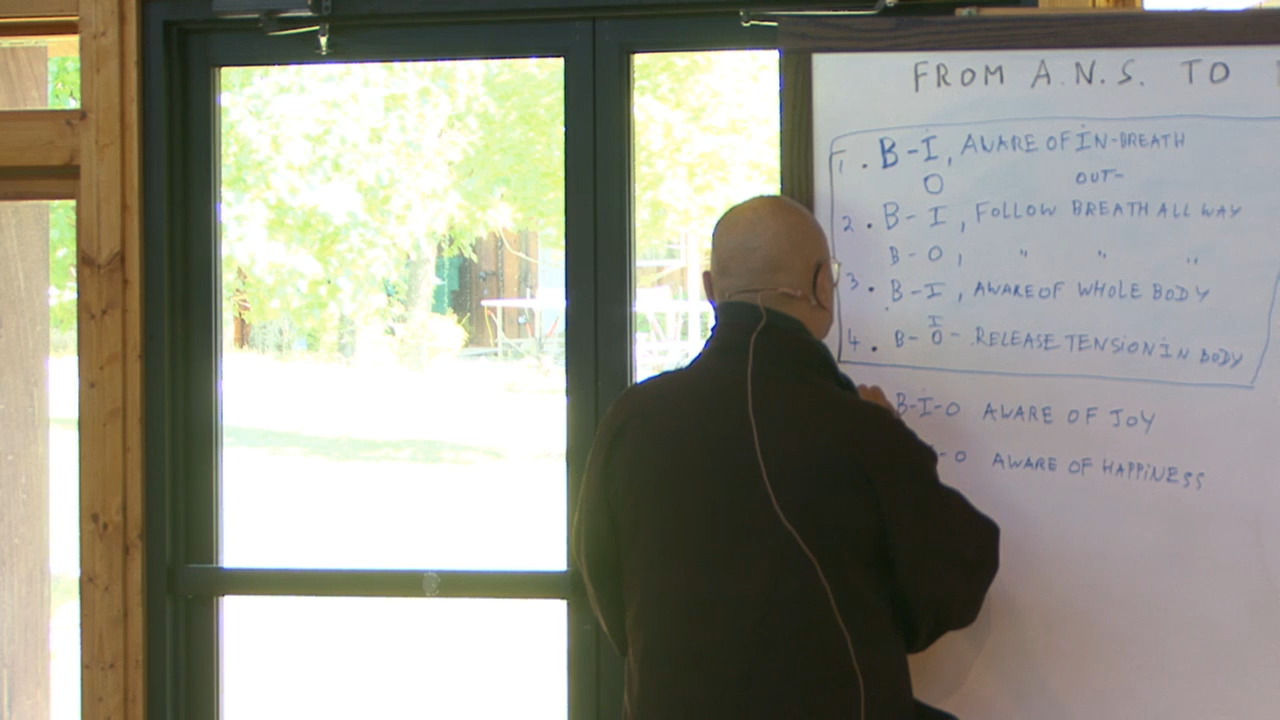 FROM A.N.S. TO
1. B-I, AWARE OF IN-BREATH
O OUT-
2. B-I, FOLLOW BREATH ALL WAY
B-O, " " "
3. B-I, AWARE OF WHOLE BODY
I
4. B-O- RELEASE TENSION IN BODY
B-I-O AWARE OF JOY
-O AWARE OF HAPPINESS